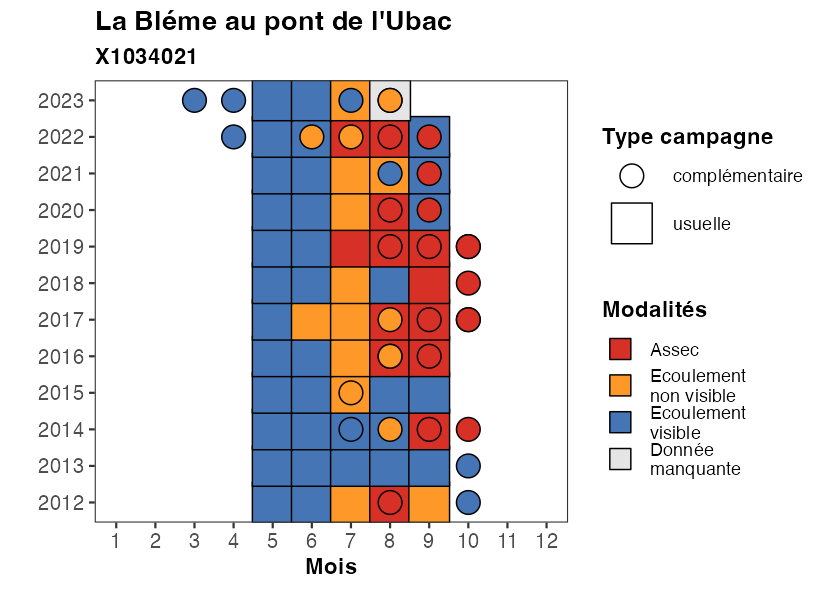 La Bléme au pont de l'Ubac
X1034021
2023
2022
2021
2020
2019
2018
2017
2016
2015
2014
2013
2012
1 2 3 4 5 6 7 8 9 10 11 12
Mois
Type campagne
complémentaire
usuelle
Modalités
Assec
Ecoulement
non visible
Ecoulement
visible
Donnée
manquante